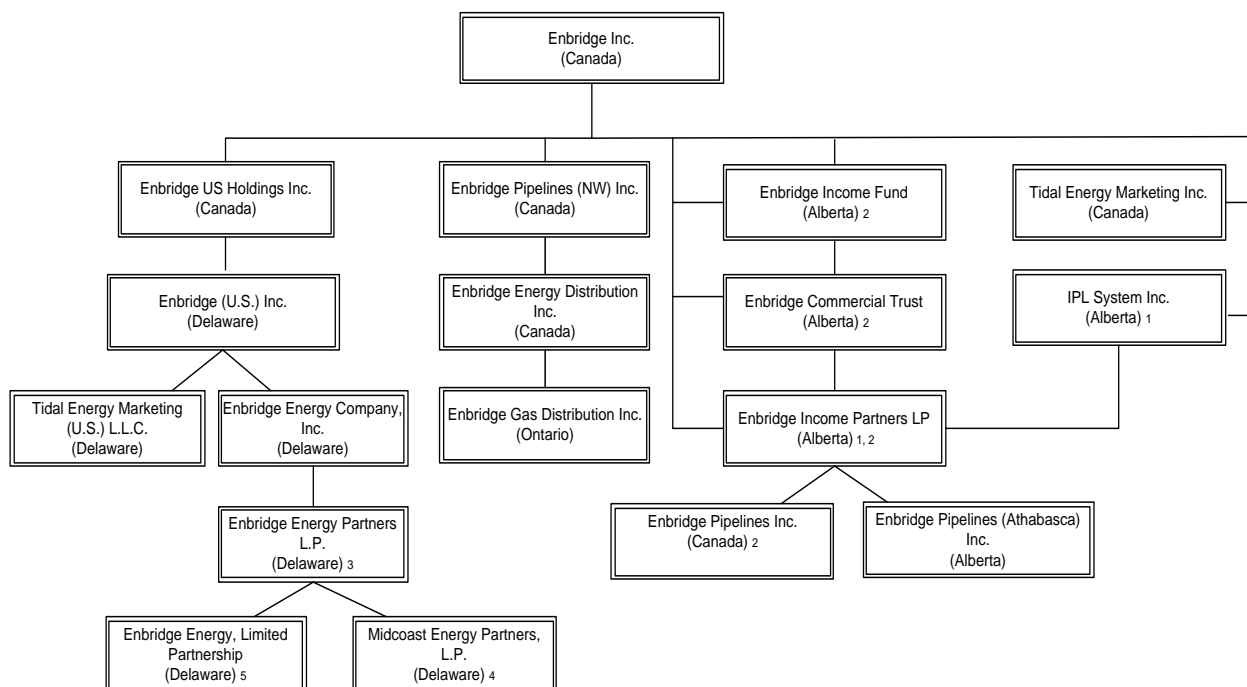 Enbridge Inc.
(Canada)
Enbridge US Holdings Inc.
(Canada)
Enbridge Pipelines (NW) Inc.
(Canada)
Enbridge Income Fund
(Alberta) 2
Tidal Energy Marketing Inc.
(Canada)
Enbridge (U.S.) Inc.
(Delaware)
Enbridge Energy Distribution
Inc.
(Canada)
Enbridge Commercial Trust
(Alberta) 2
IPL System Inc.
(Alberta) 1
Tidal Energy Marketing
(U.S.) L.L.C.
(Delaware)
Enbridge Energy Company,
Inc.
(Delaware)
Enbridge Gas Distribution Inc.
(Ontario)
Enbridge Income Partners LP
(Alberta) 1, 2
Enbridge Energy Partners
L.P.
(Delaware) 3
Enbridge Pipelines Inc.
(Canada) 2
Enbridge Pipelines (Athabasca)
Inc.
(Alberta)
Enbridge Energy, Limited
Partnership
(Delaware) 5
Midcoast Energy Partners,
L.P.
(Delaware) 4